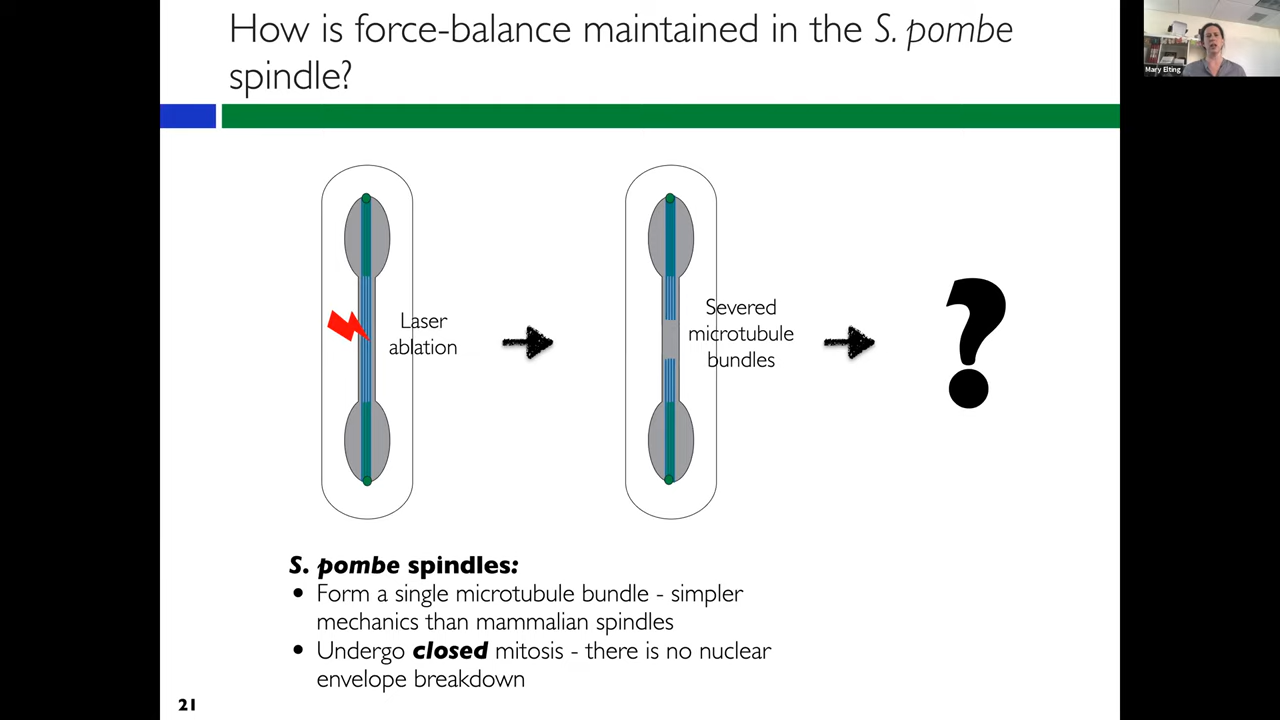 How is force-balance maintained in the S. pombe
spindle?
Mary Elting
Laser
ablation
Severed
microtubule
bundles
?
S. pombe spindles:
• Form a single microtubule bundle - simpler
mechanics than mammalian spindles
• Undergo closed mitosis - there is no nuclear
envelope breakdown
21